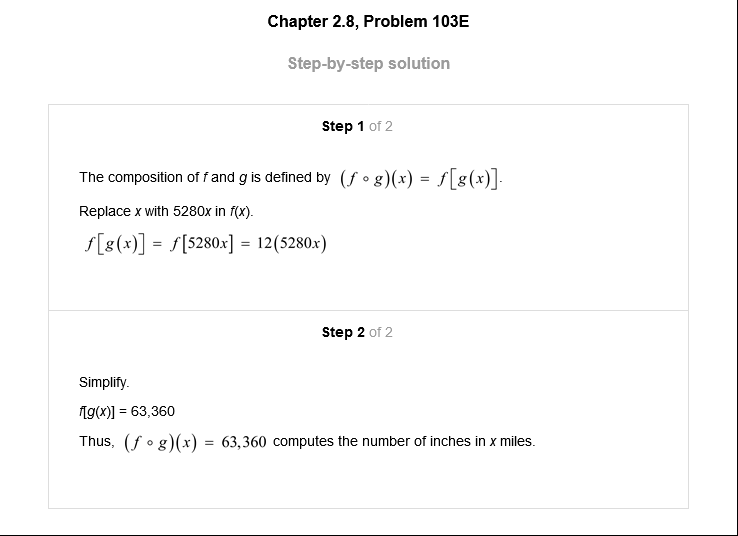 Chapter 2.8, Problem 103E
Step-by-step solution
Step 1 of 2
The composition of f and g is defined by (f ∘ g)(x) = f[g(x)].
Replace x with 5280x in f(x).
f[g(x)] = f[5280x] = 12(5280x)
Step 2 of 2
Simplify.
f[g(x)] = 63,360
Thus, (f ∘ g)(x) = 63,360 computes the number of inches in x miles.